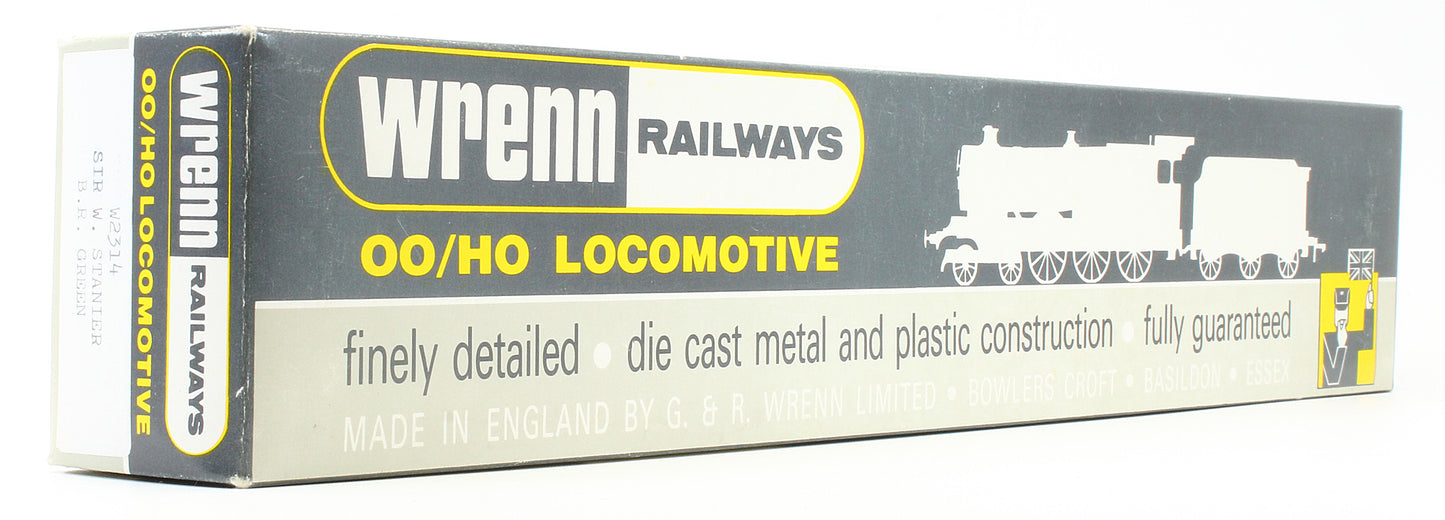 wrenn RAILWAYS
OO/HO LOCOMOTIVE
finely detailed • die cast metal and plastic construction • fully guaranteed
MADE IN ENGLAND BY G. & R. WRENN LIMITED • BOWLERS CROFT • BASILDON • ESSEX
wrenn RAILWAYS
OO/HO LOCOMOTIVE
W2314
SIR W. STANIER
B.R. GREEN